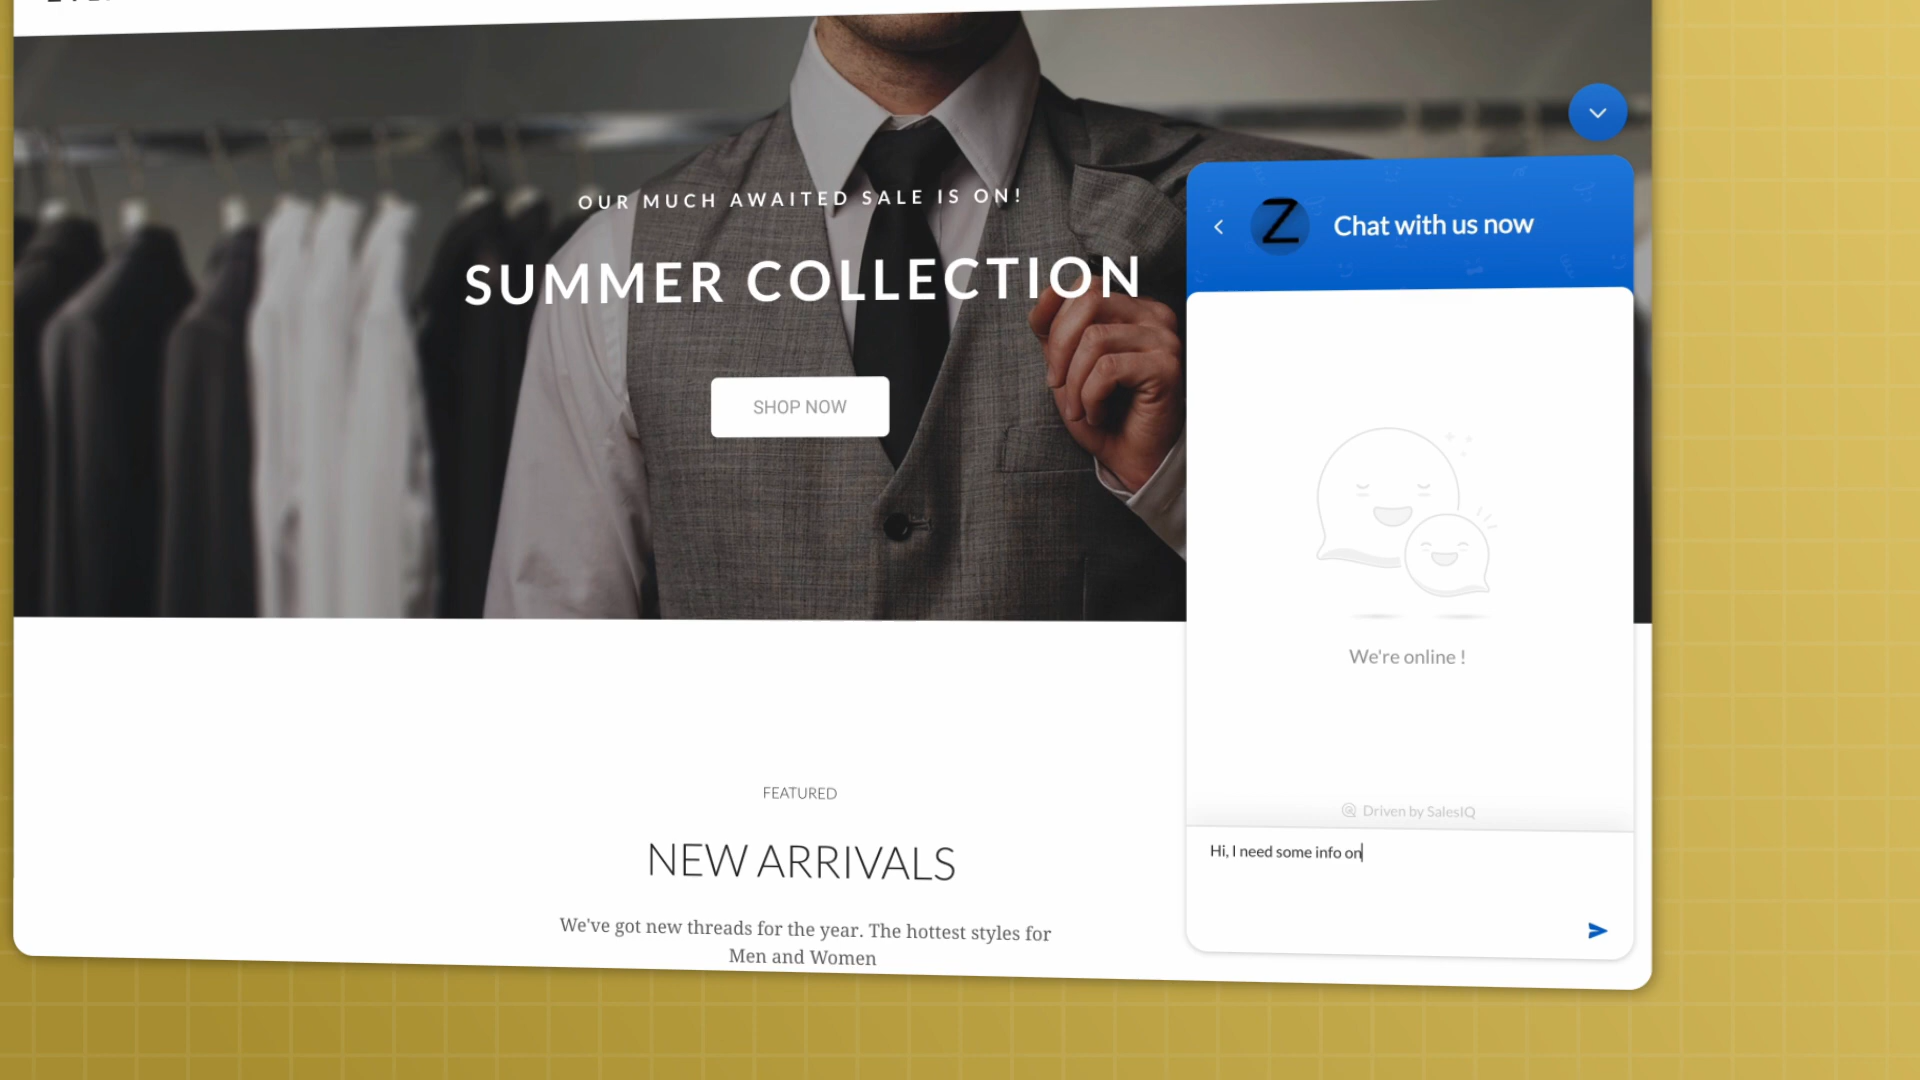 OUR MUCH AWAITED SALE IS ON!
SUMMER COLLECTION
SHOP NOW
Z
Chat with us now
We're online !
Driven by SalesIQ
Hi, I need some info on
FEATURED
NEW ARRIVALS
We've got new threads for the year. The hottest styles for
Men and Women